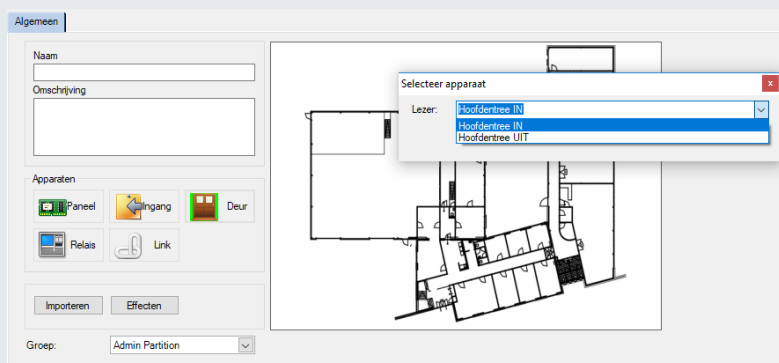 Algemeen
Naam
Omschrijving
Selecteer apparaat
x
Lezer:
Hoofdentree IN
Hoofdentree IN
Hoofdentree UIT
Apparaten
Paneel
Ingang
Deur
Relais
Link
Importeren
Effecten
Groep:
Admin Partition